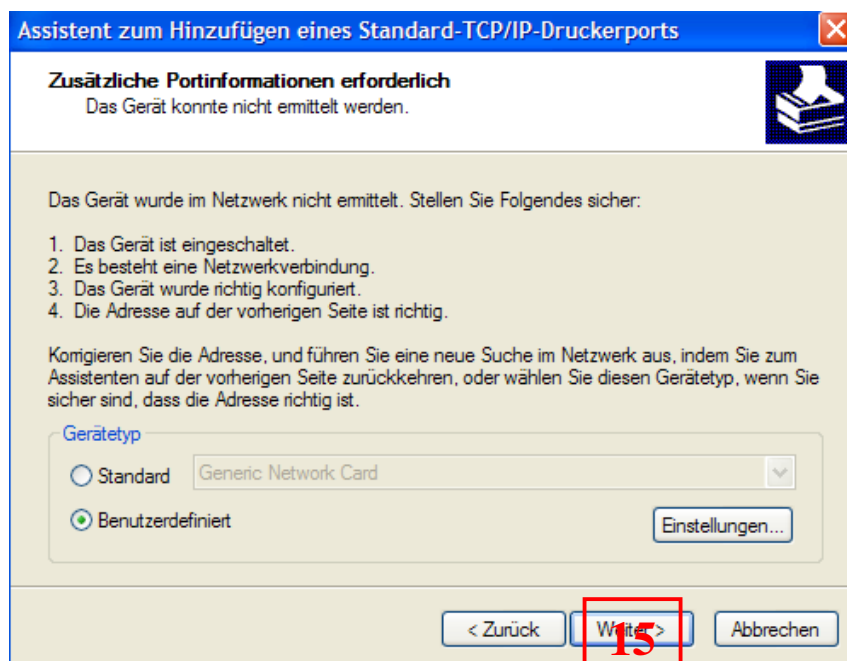 Assistent zum Hinzufügen eines Standard-TCP/IP-Druckerports
Zusätzliche Portinformationen erforderlich
Das Gerät konnte nicht ermittelt werden.
Das Gerät wurde im Netzwerk nicht ermittelt. Stellen Sie Folgendes sicher:
1. Das Gerät ist eingeschaltet.
2. Es besteht eine Netzwerkverbindung.
3. Das Gerät wurde richtig konfiguriert.
4. Die Adresse auf der vorherigen Seite ist richtig.
Korrigieren Sie die Adresse, und führen Sie eine neue Suche im Netzwerk aus, indem Sie zum
Assistenten auf der vorherigen Seite zurückkehren, oder wählen Sie diesen Gerätetyp, wenn Sie
sicher sind, dass die Adresse richtig ist.
Gerätetyp
Standard Generic Network Card
Benutzerdefiniert Einstellungen...
< Zurück Weiter > Abbrechen
15